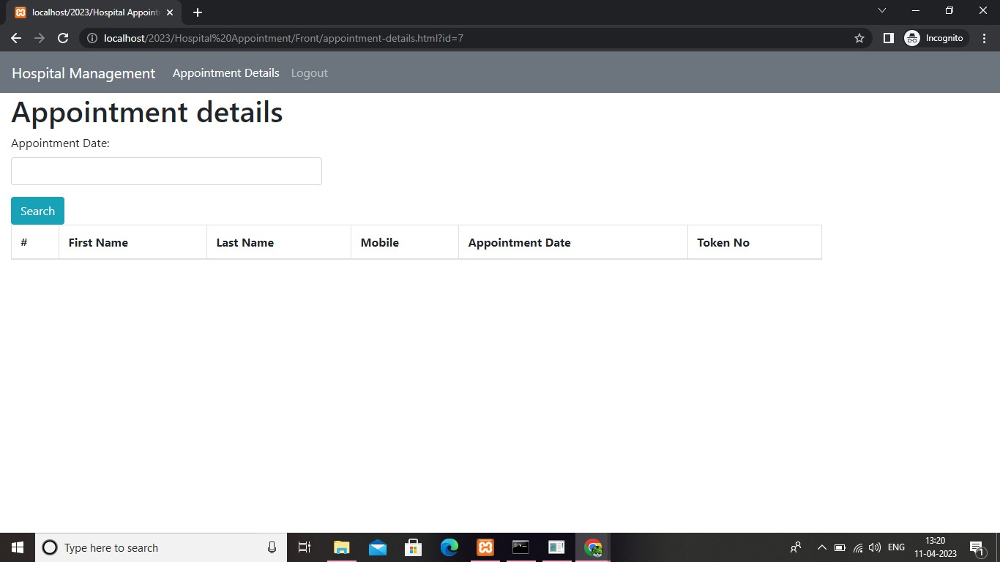 localhost/2023/Hospital Appoint
localhost/2023/Hospital%20Appointment/Front/appointment-details.html?id=7
Incognito
Hospital Management Appointment Details Logout
Appointment details
Appointment Date:
Search
# First Name Last Name Mobile Appointment Date Token No
Type here to search
ENG
13:20
11-04-2023
1